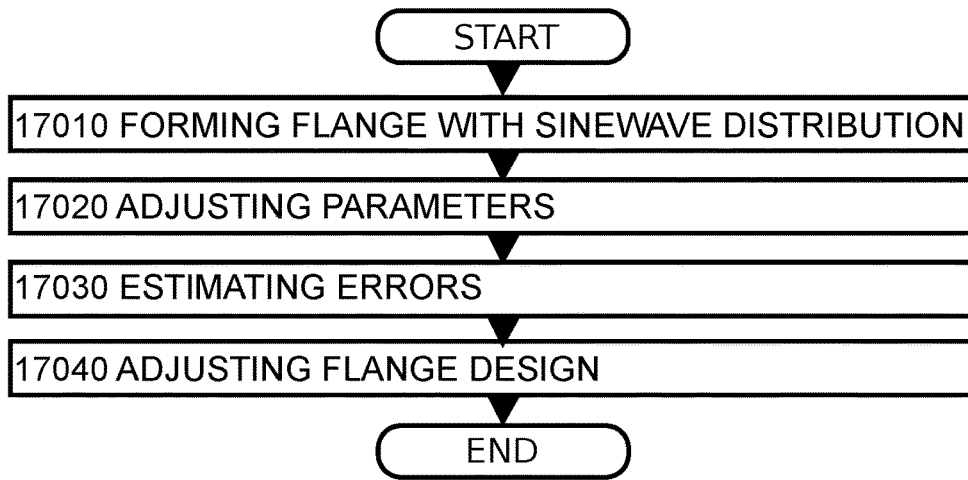 START
17010 FORMING FLANGE WITH SINEWAVE DISTRIBUTION
17020 ADJUSTING PARAMETERS
17030 ESTIMATING ERRORS
17040 ADJUSTING FLANGE DESIGN
END